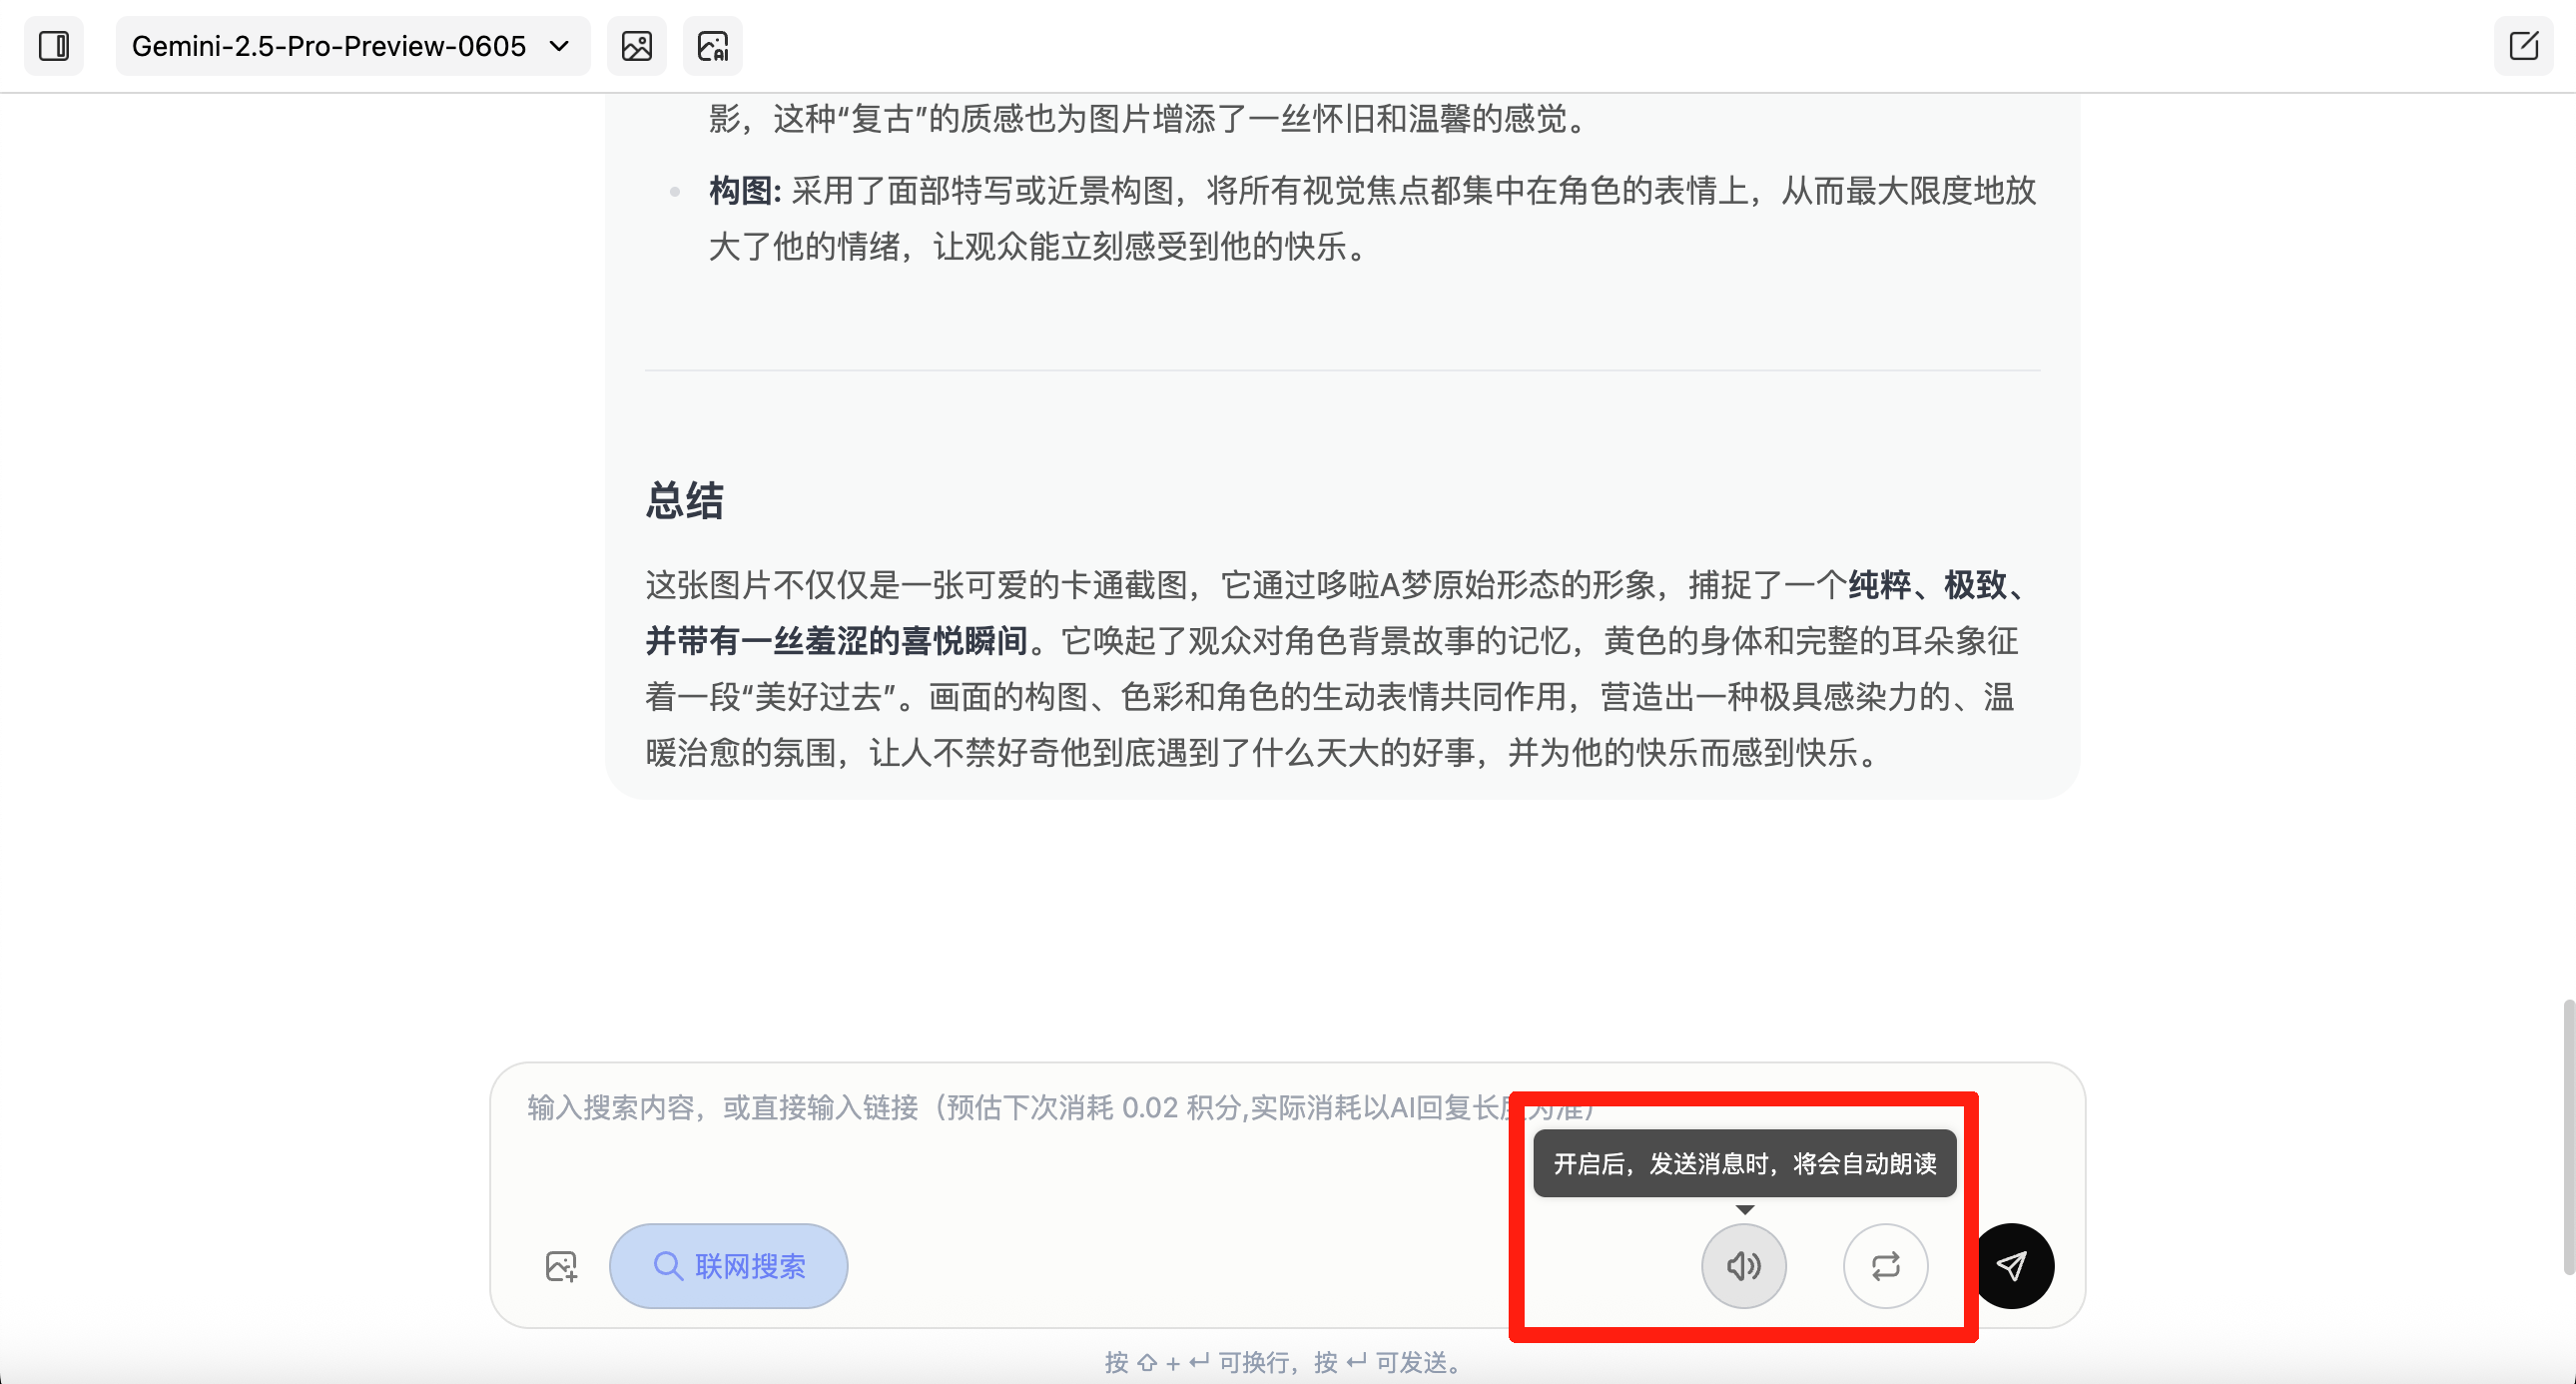 Gemini-2.5-Pro-Preview-0605
影，这种“复古”的质感也为图片增添了一丝怀旧和温馨的感觉。
构图: 采用了面部特写或近景构图，将所有视觉焦点都集中在角色的表情上，从而最大限度地放
大了他的情绪，让观众能立刻感受到他的快乐。
总结
这张图片不仅仅是一张可爱的卡通截图，它通过哆啦A梦原始形态的形象，捕捉了一个纯粹、极致、
并带有一丝羞涩的喜悦瞬间。它唤起了观众对角色背景故事的记忆，黄色的身体和完整的耳朵象征
着一段“美好过去”。画面的构图、色彩和角色的生动表情共同作用，营造出一种极具感染力的、温
暖治愈的氛围，让人不禁好奇他到底遇到了什么天大的好事，并为他的快乐而感到快乐。
输入搜索内容，或直接输入链接（预估下次消耗 0.02 积分,实际消耗以AI回复长度为准）
开启后，发送消息时，将会自动朗读
联网搜索
按 ⇧ + ↵ 可换行，按 ↵ 可发送。